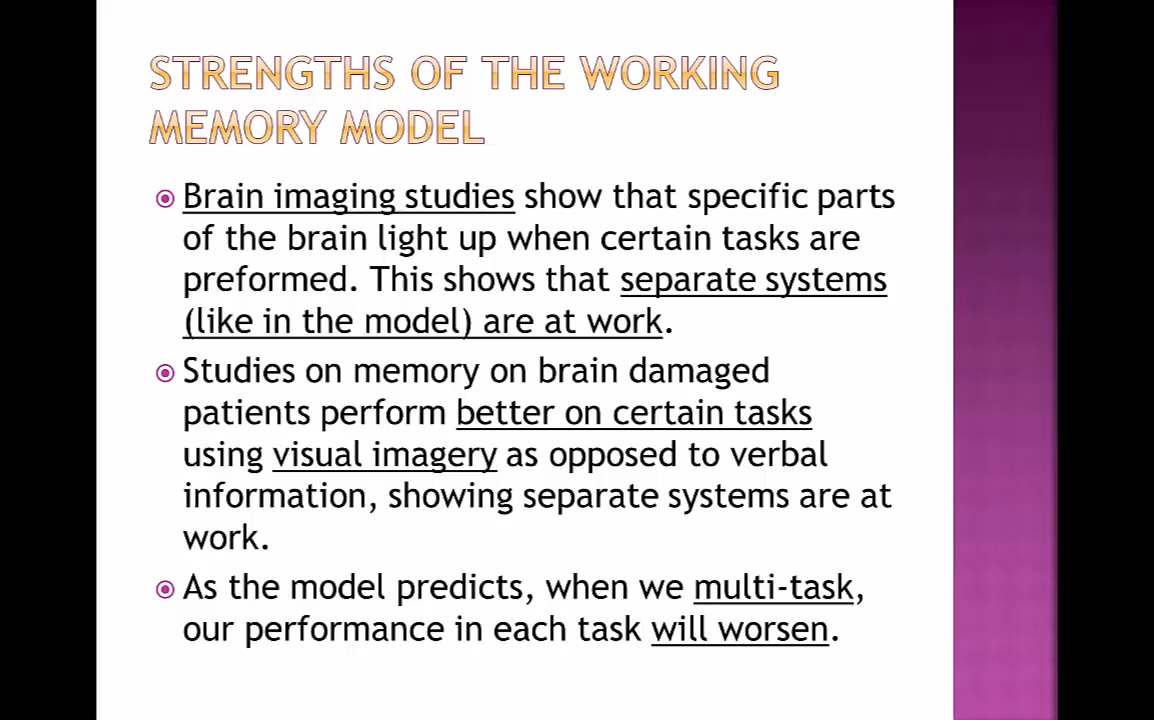 STRENGTHS OF THE WORKING
MEMORY MODEL
Brain imaging studies show that specific parts
of the brain light up when certain tasks are
preformed. This shows that separate systems
(like in the model) are at work.
Studies on memory on brain damaged
patients perform better on certain tasks
using visual imagery as opposed to verbal
information, showing separate systems are at
work.
As the model predicts, when we multi-task,
our performance in each task will worsen.